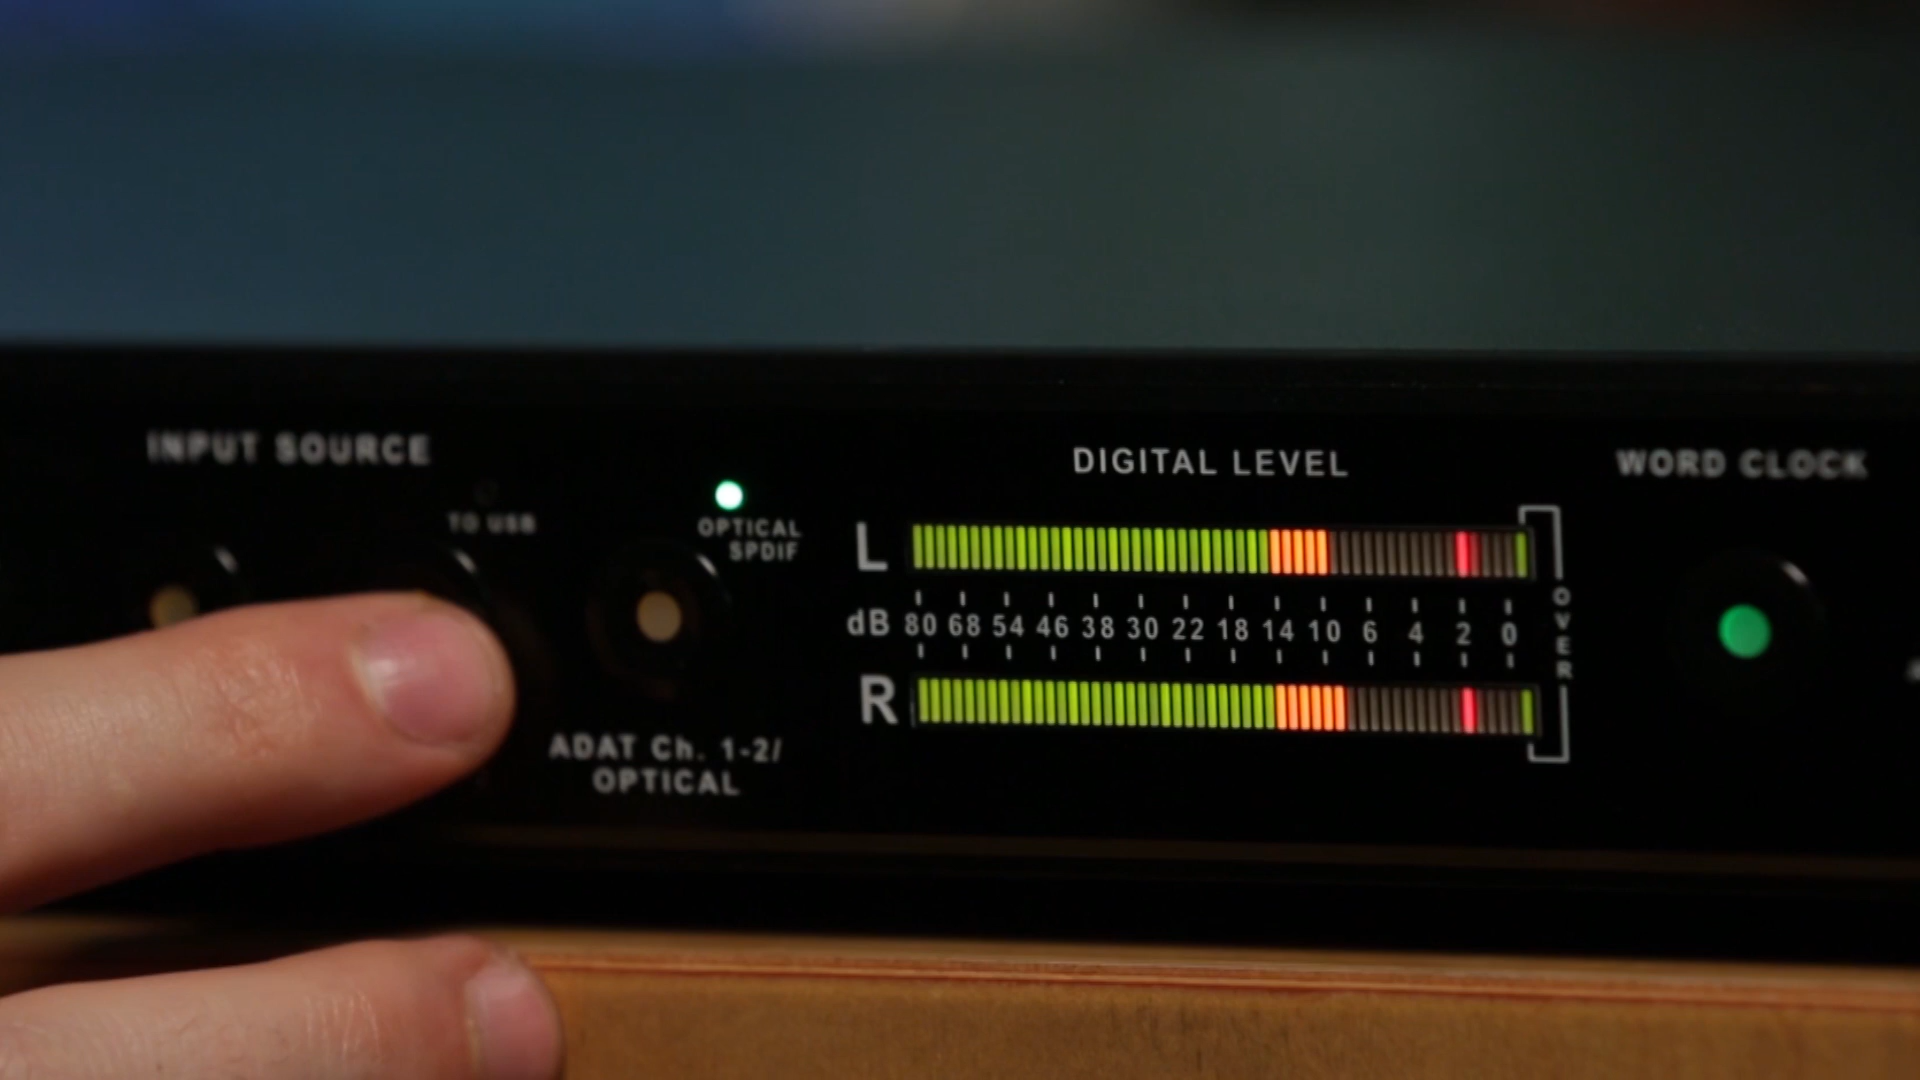 INPUT SOURCE
TO USB
OPTICAL
SPDIF
ADAT Ch. 1-2/
OPTICAL
DIGITAL LEVEL
L
dB 80 68 54 46 38 30 22 18 14 10 6 4 2 0
R
OVER
WORD CLOCK